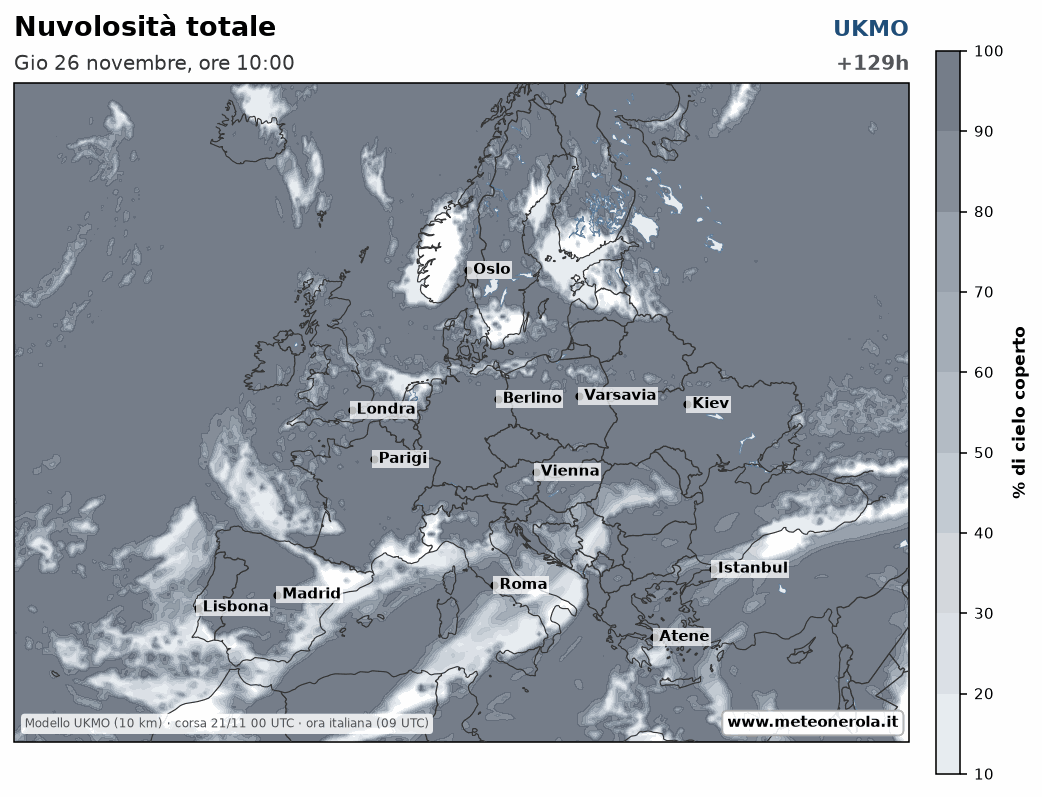 Nuvolosità totale
UKMO
Gio 26 novembre, ore 10:00
+129h
100
90
80
70
60
50
40
30
20
10
% di cielo coperto
Oslo
Londra
Berlino
Varsavia
Kiev
Parigi
Vienna
Istanbul
Roma
Madrid
Lisbona
Atene
Modello UKMO (10 km) · corsa 21/11 00 UTC · ora italiana (09 UTC)
www.meteonerola.it